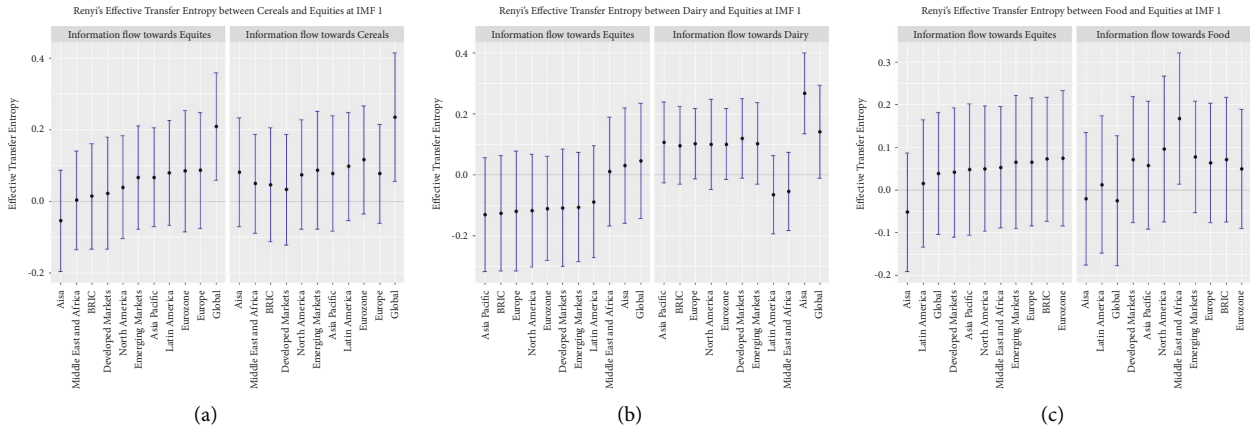 Renyi's Effective Transfer Entropy between Cereals and Equities at IMF 1
Information flow towards Equites
Information flow towards Cereals
Effective Transfer Entropy
0.4
0.2
0.0
-0.2
Aisa
Middle East and Africa
BRIC
Developed Markets
North America
Emerging Markets
Asia Pacific
Latin America
Eurozone
Europe
Global
Aisa
Middle East and Africa
BRIC
Developed Markets
North America
Emerging Markets
Asia Pacific
Latin America
Eurozone
Europe
Global
(a)
Renyi's Effective Transfer Entropy between Dairy and Equities at IMF 1
Information flow towards Equites
Information flow towards Dairy
Effective Transfer Entropy
0.4
0.2
0.0
-0.2
Asia Pacific
BRIC
Europe
North America
Eurozone
Developed Markets
Emerging Markets
Latin America
Middle East and Africa
Aisa
Global
Asia Pacific
BRIC
Europe
North America
Eurozone
Developed Markets
Emerging Markets
Latin America
Middle East and Africa
Aisa
Global
(b)
Renyi's Effective Transfer Entropy between Food and Equities at IMF 1
Information flow towards Equites
Information flow towards Food
Effective Transfer Entropy
0.3
0.2
0.1
0.0
-0.1
-0.2
Aisa
Latin America
Global
Developed Markets
Asia Pacific
North America
Middle East and Africa
Emerging Markets
Europe
BRIC
Eurozone
Aisa
Latin America
Global
Developed Markets
Asia Pacific
North America
Middle East and Africa
Emerging Markets
Europe
BRIC
Eurozone
(c)